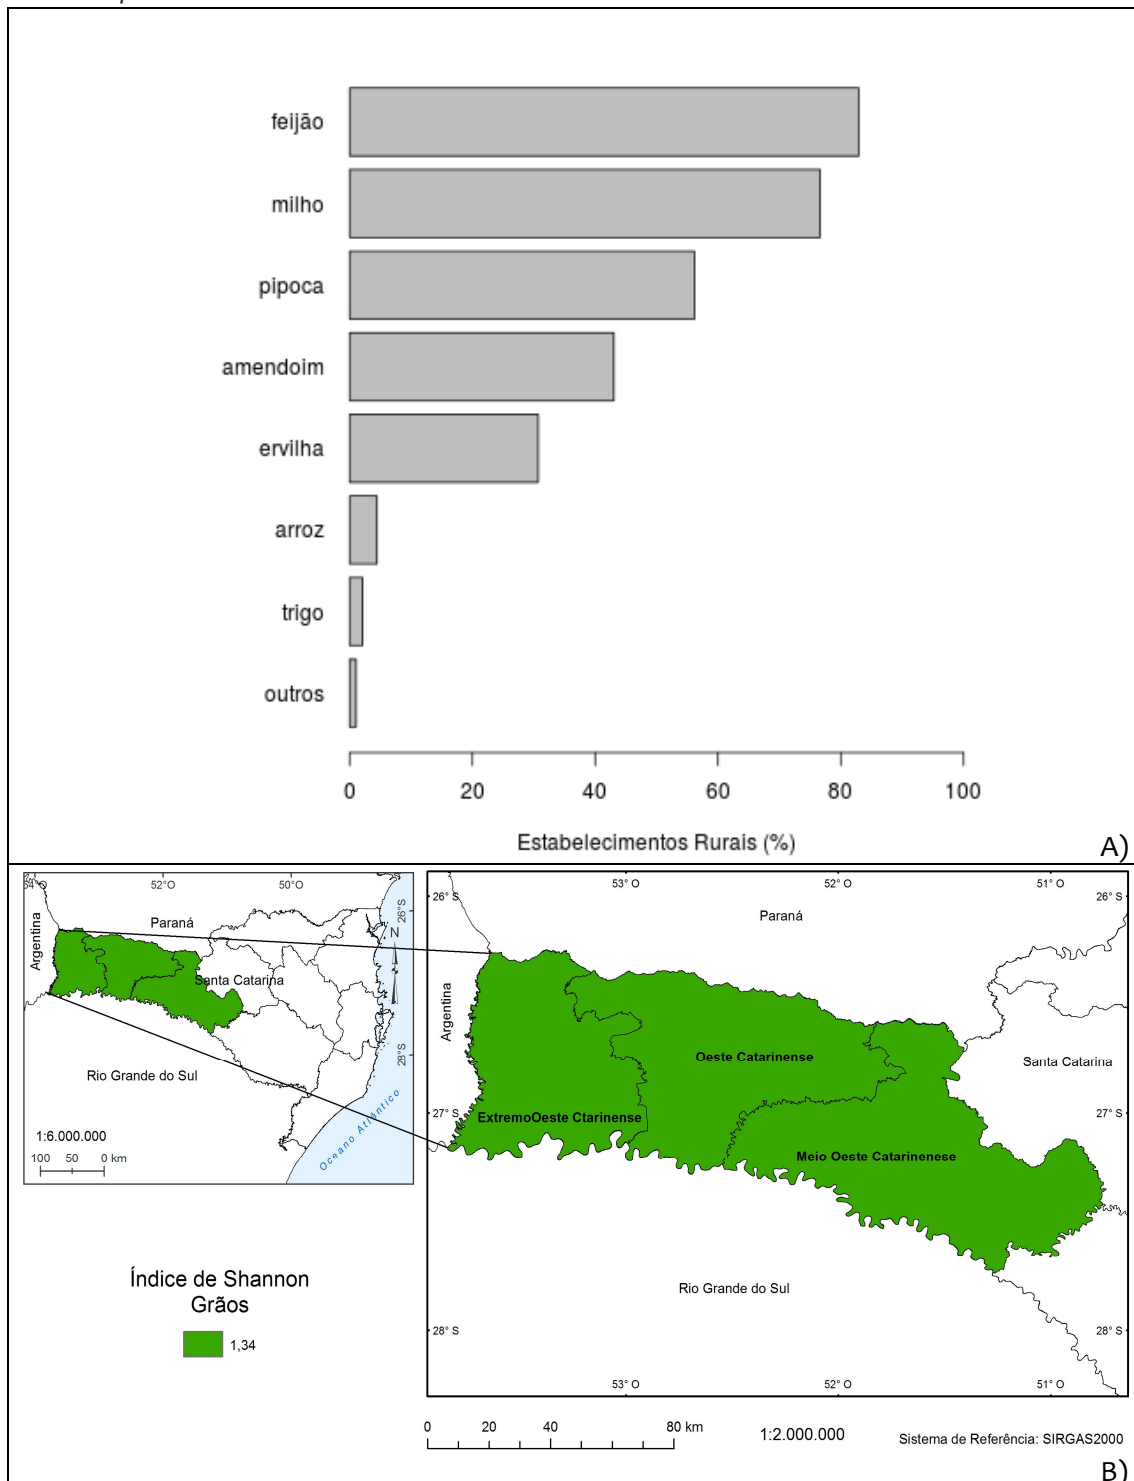 feijão
milho
pipoca
amendoim
ervilha
arroz
trigo
outros
0 20 40 60 80 100
Estabelecimentos Rurais (%)
A)
54° O 52° O 50° O
Argentina
Paraná
26° S
N
Santa Catarina
28° S
Rio Grande do Sul
Oceano Atlântico
1:6.000.000
100 50 0 km
Índice de Shannon
Grãos
1,34
53° O 52° O 51° O
26° S 26° S
Paraná
Argentina
Oeste Catarinense
Santa Catarina
27° S 27° S
ExtremoOeste Ctarinense
Meio Oeste Catarinenese
Rio Grande do Sul
28° S 28° S
53° O 52° O 51° O
0 20 40 80 km
1:2.000.000
Sistema de Referência: SIRGAS2000
B)